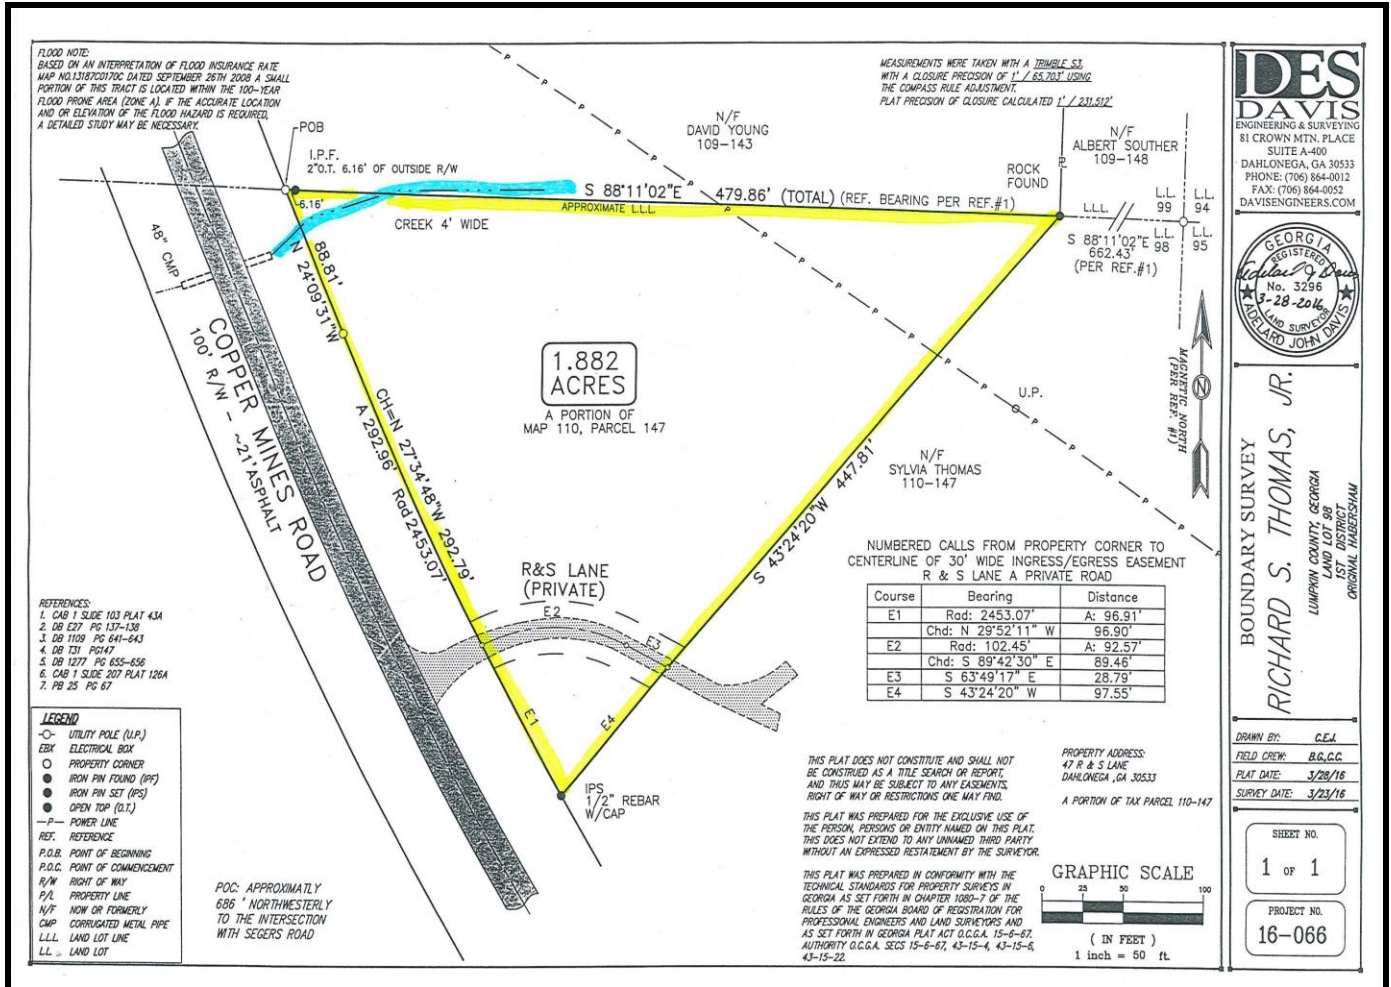 FLOOD NOTE:
BASED ON AN INTERPRETATION OF FLOOD INSURANCE RATE
MAP NO.13187C0170C DATED SEPTEMBER 26TH 2008 A SMALL
PORTION OF THIS TRACT IS LOCATED WITHIN THE 100-YEAR
FLOOD PRONE AREA (ZONE A). IF THE ACCURATE LOCATION
AND OR ELEVATION OF THE FLOOD HAZARD IS REQUIRED,
A DETAILED STUDY MAY BE NECESSARY.
MEASUREMENTS WERE TAKEN WITH A TRIMBLE S3,
WITH A CLOSURE PRECISION OF 1' / 65,703' USING
THE COMPASS RULE ADJUSTMENT.
PLAT PRECISION OF CLOSURE CALCULATED 1' / 231,512'
POB
I.P.F.
2"O.T. 6.16' OF OUTSIDE R/W
6.16'
N/F
DAVID YOUNG
109-143
N/F
ALBERT SOUTHER
109-148
ROCK
FOUND
S 88°11'02"E 479.86' (TOTAL) (REF. BEARING PER REF.#1)
APPROXIMATE L.L.L.
CREEK 4' WIDE
L.L.L.
L.L. L.L.
99 94
L.L. L.L.
98 95
S 88°11'02"E
662.43'
(PER REF.#1)
48" CMP
88.81'
N 24°09'31"W
COPPER MINES ROAD
100' R/W - ~21'ASPHALT
1.882
ACRES
A PORTION OF
MAP 110, PARCEL 147
CH=N 27°34'48"W 292.79'
A 292.96' Rad 2453.07'
U.P.
MAGNETIC NORTH
(PER REF. #1)
N
N/F
SYLVIA THOMAS
110-147
S 43°24'20"W 447.81'
R&S LANE
(PRIVATE)
E2
E3
E1
E4
NUMBERED CALLS FROM PROPERTY CORNER TO
CENTERLINE OF 30' WIDE INGRESS/EGRESS EASEMENT
R & S LANE A PRIVATE ROAD
Course Bearing Distance
E1 Rad: 2453.07' A: 96.91'
Chd: N 29°52'11" W 96.90'
E2 Rad: 102.45' A: 92.57'
Chd: S 89°42'30" E 89.46'
E3 S 63°49'17" E 28.79'
E4 S 43°24'20" W 97.55'
REFERENCES:
1. CAB 1 SLIDE 103 PLAT 43A
2. DB E27 PG 137-138
3. DB 1109 PG 641-643
4. DB T31 PG147
5. DB 1277 PG 655-656
6. CAB 1 SLIDE 207 PLAT 126A
7. PB 25 PG 67
LEGEND
UTILITY POLE (U.P.)
EBX ELECTRICAL BOX
PROPERTY CORNER
IRON PIN FOUND (IPF)
IRON PIN SET (IPS)
OPEN TOP (O.T.)
—P— POWER LINE
REF. REFERENCE
P.O.B. POINT OF BEGINNING
P.O.C. POINT OF COMMENCEMENT
R/W RIGHT OF WAY
P/L PROPERTY LINE
N/F NOW OR FORMERLY
CMP CORRUGATED METAL PIPE
L.L.L. LAND LOT LINE
L.L. LAND LOT
POC: APPROXIMATLY
686 ' NORTHWESTERLY
TO THE INTERSECTION
WITH SEGERS ROAD
IPS
1/2" REBAR
W/CAP
THIS PLAT DOES NOT CONSTITUTE AND SHALL NOT
BE CONSTRUED AS A TITLE SEARCH OR REPORT,
AND THUS MAY BE SUBJECT TO ANY EASEMENTS,
RIGHT OF WAY OR RESTRICTIONS ONE MAY FIND.
THIS PLAT WAS PREPARED FOR THE EXCLUSIVE USE OF
THE PERSON, PERSONS OR ENTITY NAMED ON THIS PLAT.
THIS DOES NOT EXTEND TO ANY UNNAMED THIRD PARTY
WITHOUT AN EXPRESSED RESTATEMENT BY THE SURVEYOR.
THIS PLAT WAS PREPARED IN CONFORMITY WITH THE
TECHNICAL STANDARDS FOR PROPERTY SURVEYS IN
GEORGIA AS SET FORTH IN CHAPTER 1080-7 OF THE
RULES OF THE GEORGIA BOARD OF REGISTRATION FOR
PROFESSIONAL ENGINEERS AND LAND SURVEYORS AND
AS SET FORTH IN GEORGIA PLAT ACT O.C.G.A. 15-6-67.
AUTHORITY O.C.G.A. SECS 15-6-67, 43-15-4, 43-15-6,
43-15-22.
PROPERTY ADDRESS:
47 R & S LANE
DAHLONEGA ,GA 30533
A PORTION OF TAX PARCEL 110-147
GRAPHIC SCALE
0 25 50 100
( IN FEET )
1 inch = 50 ft.
DES
DAVIS
ENGINEERING & SURVEYING
81 CROWN MTN. PLACE
SUITE A-400
DAHLONEGA, GA 30533
PHONE: (706) 864-0012
FAX: (706) 864-0052
DAVISENGINEERS.COM
GEORGIA
REGISTERED
No. 3296
3-28-2016
LAND SURVEYOR
ADELARD JOHN DAVIS
BOUNDARY SURVEY
RICHARD S. THOMAS, JR.
LUMPKIN COUNTY, GEORGIA
LAND LOT 98
1ST DISTRICT
ORIGINAL HABERSHAM
DRAWN BY: C.E.J.
FIELD CREW: B.G.,C.C.
PLAT DATE: 3/28/16
SURVEY DATE: 3/23/16
SHEET NO.
1 OF 1
PROJECT NO.
16-066